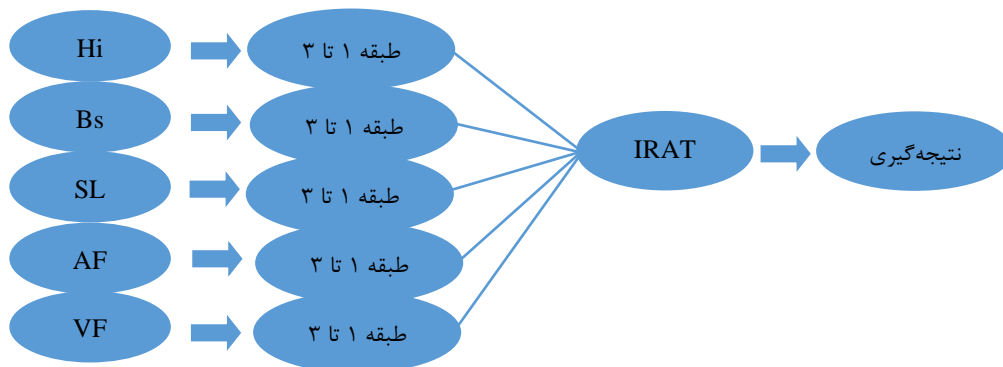 Hi
طبقه ۱ تا ۳
Bs
طبقه ۱ تا ۳
SL
طبقه ۱ تا ۳
AF
طبقه ۱ تا ۳
VF
طبقه ۱ تا ۳
IRAT
نتیجه‌گیری